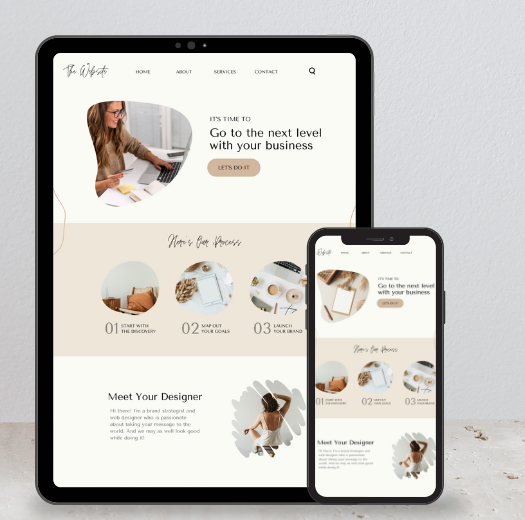 The Website
HOME ABOUT SERVICES CONTACT
IT'S TIME TO
Go to the next level
with your business
LET'S DO IT
Here's Our Process
01 START WITH
THE DISCOVERY
02 MAP OUT
YOUR GOALS
03 LAUNCH
YOUR BRAND
Meet Your Designer
Hi there! I'm a brand strategist and
web designer who is passionate
about taking your message to the
world. And we may as well look good
while doing it!
Website
HOME ABOUT SERVICES CONTACT
IT'S TIME TO
Go to the next level
with your business
LET'S DO IT
Here's Our Process
01 START WITH
THE DISCOVERY
02 MAP OUT
YOUR GOALS
03 LAUNCH
Meet Your Designer